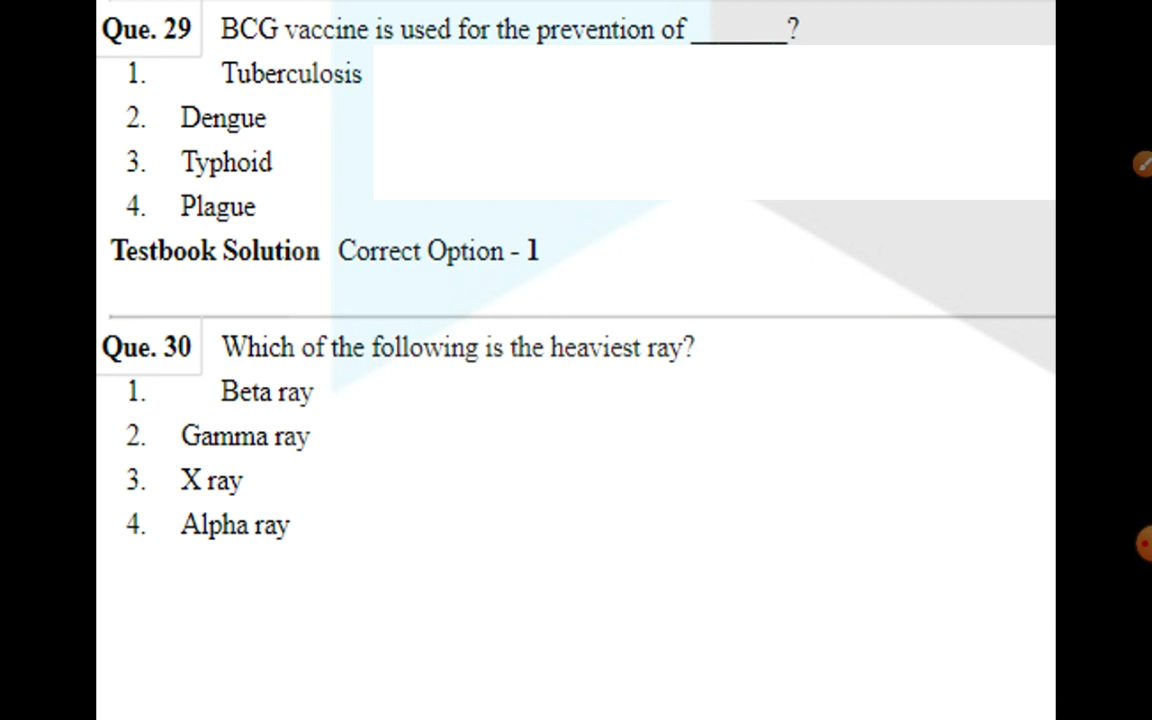 Que. 29 BCG vaccine is used for the prevention of _______?
1. Tuberculosis
2. Dengue
3. Typhoid
4. Plague
Testbook Solution Correct Option - 1
Que. 30 Which of the following is the heaviest ray?
1. Beta ray
2. Gamma ray
3. X ray
4. Alpha ray